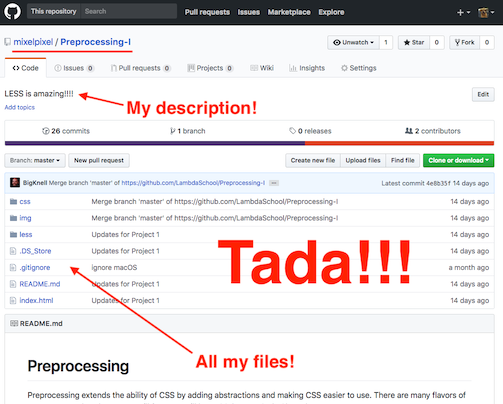 This repository Search Pull requests Issues Marketplace Explore
mixelpixel / Preprocessing-I Unwatch 1 Star 0 Fork 0
Code Issues 0 Pull requests 0 Projects 0 Wiki Insights Settings
LESS is amazing!!!! Edit
Add topics
My description!
26 commits 1 branch 0 releases 2 contributors
Branch: master New pull request Create new file Upload files Find file Clone or download
BigKnell Merge branch 'master' of https://github.com/LambdaSchool/Preprocessing-I Latest commit 4e8b35f 14 days ago
css Merge branch 'master' of https://github.com/LambdaSchool/Preprocessing-I 14 days ago
img Merge branch 'master' of https://github.com/LambdaSchool/Preprocessing-I 14 days ago
less Updates for Project 1 14 days ago
.DS_Store Updates for Project 1 14 days ago
.gitignore ignore macOS a month ago
README.md Updates for Project 1 14 days ago
index.html Updates for Project 1 14 days ago
Tada!!!
All my files!
README.md
Preprocessing
Preprocessing extends the ability of CSS by adding abstractions and making CSS easier to use. There are many flavors of